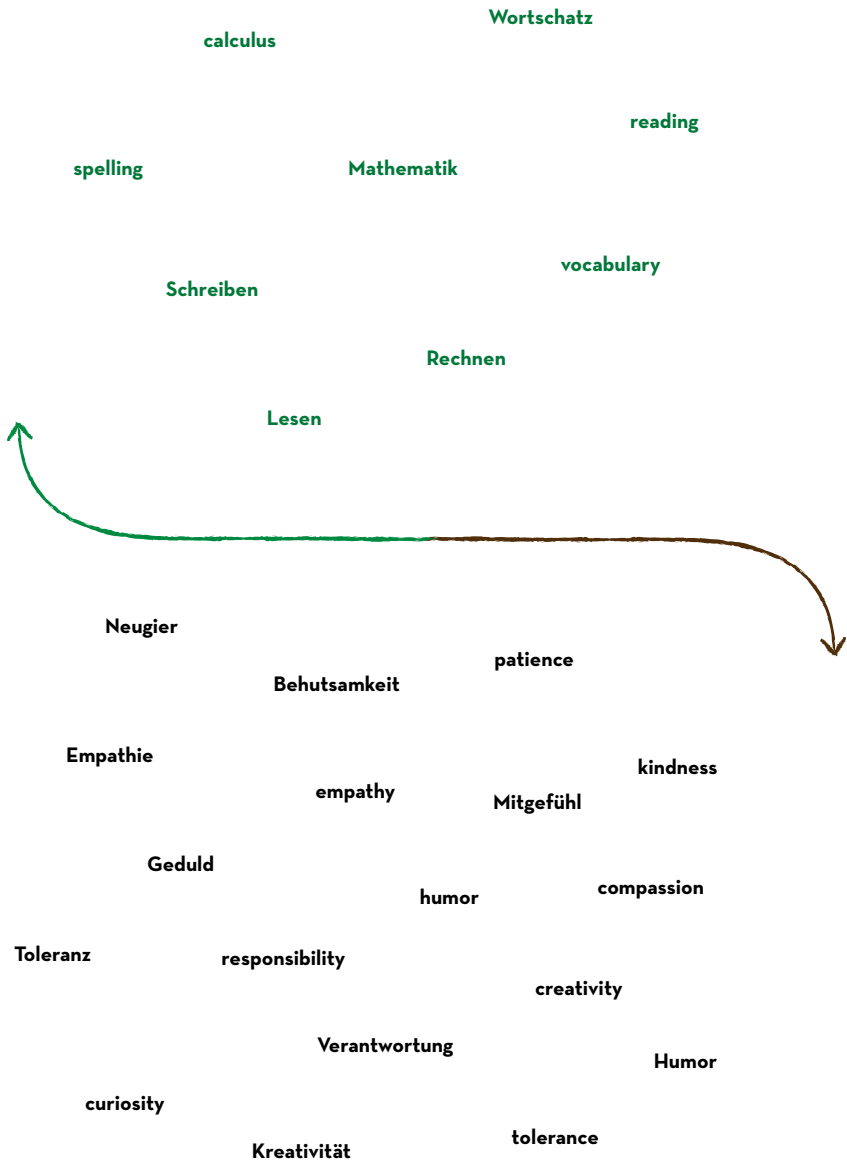 Wortschatz
calculus
reading
spelling
Mathematik
vocabulary
Schreiben
Rechnen
Lesen
Neugier
patience
Behutsamkeit
Empathie
kindness
empathy
Mitgefühl
Geduld
compassion
humor
Toleranz
responsibility
creativity
Verantwortung
Humor
curiosity
tolerance
Kreativität